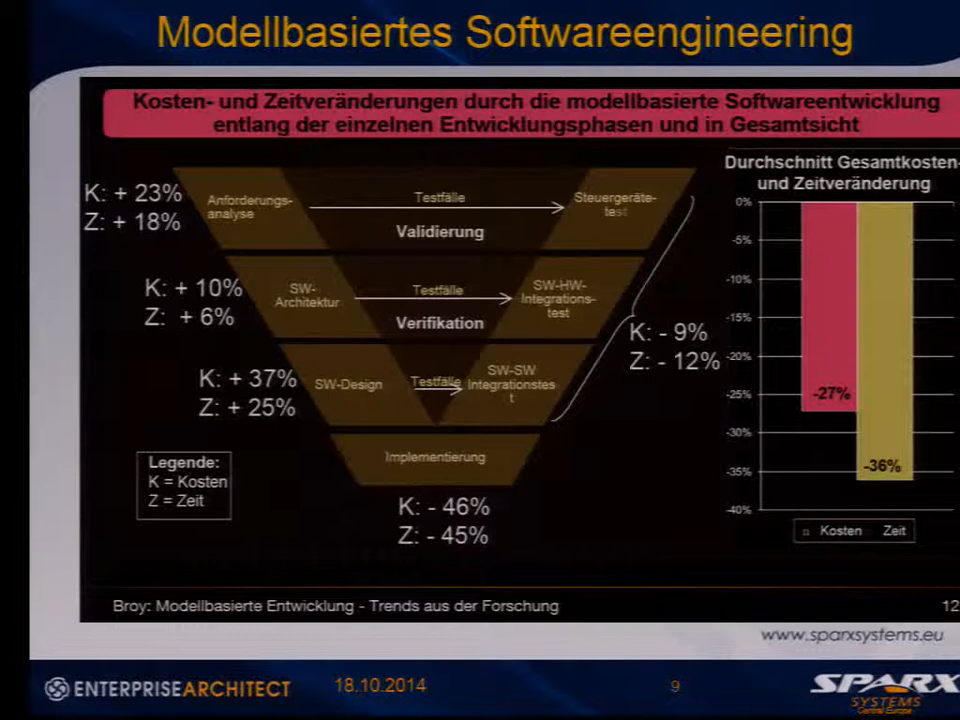 Modellbasiertes Softwareengineering
Kosten- und Zeitveränderungen durch die modellbasierte Softwareentwicklung
entlang der einzelnen Entwicklungsphasen und in Gesamtsicht
K: + 23%
Z: + 18%
Anforderungs-
analyse
Testfälle
Validierung
Steuergeräte-
test
K: + 10%
Z: + 6%
SW-
Architektur
Testfälle
Verifikation
SW-HW-
Integrations-
test
K: + 37%
Z: + 25%
SW-Design
Testfälle
SW-SW
Integrationstes
t
K: - 9%
Z: - 12%
Implementierung
K: - 46%
Z: - 45%
Legende:
K = Kosten
Z = Zeit
Durchschnitt Gesamtkosten-
und Zeitveränderung
0%
-5%
-10%
-15%
-20%
-25%
-30%
-35%
-40%
-27%
-36%
Kosten Zeit
Broy: Modellbasierte Entwicklung - Trends aus der Forschung
12
www.sparxsystems.eu
ENTERPRISEARCHITECT
18.10.2014
9
SPARX
SYSTEMS
Central Europe